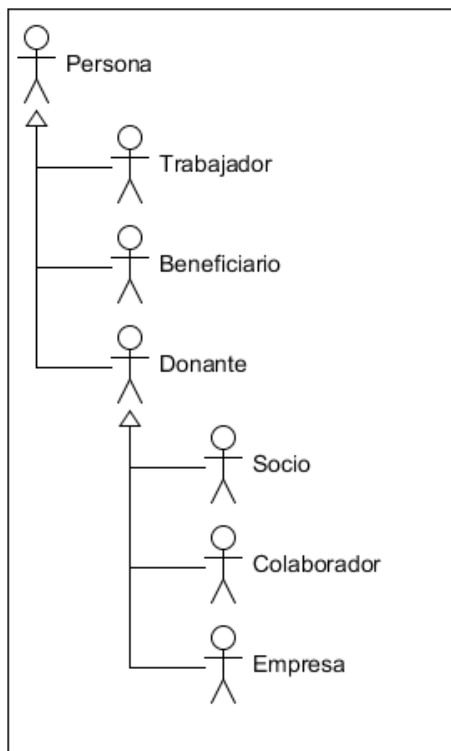 Persona
Trabajador
Beneficiario
Donante
Socio
Colaborador
Empresa